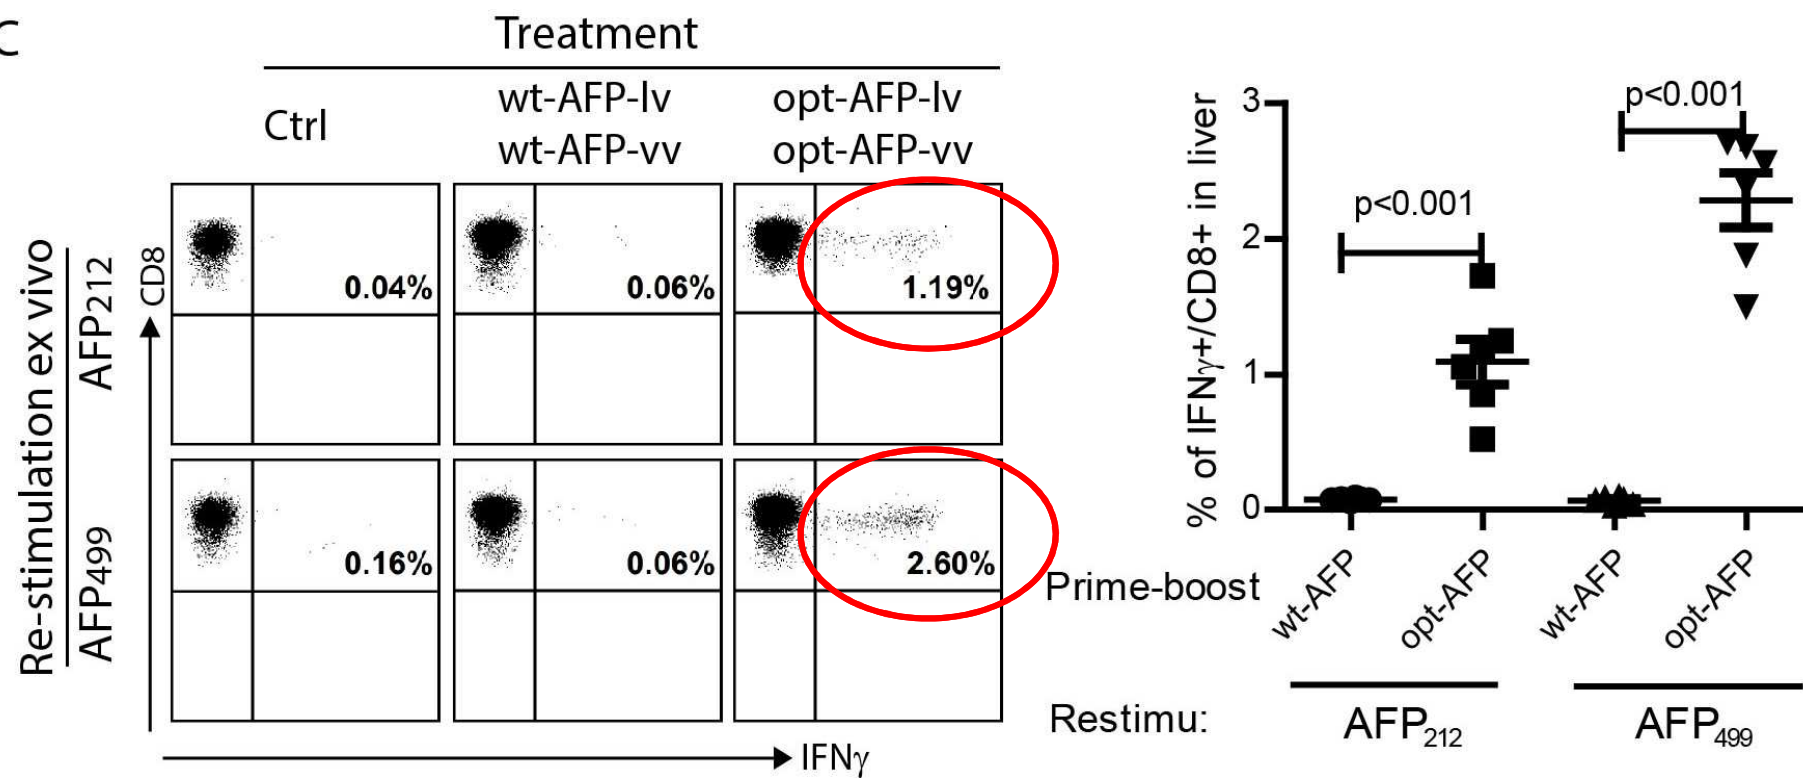 C
Treatment
Ctrl
wt-AFP-lv
wt-AFP-vv
opt-AFP-lv
opt-AFP-vv
Re-stimulation ex vivo
AFP212
AFP499
CD8
0.04%
0.06%
1.19%
0.16%
0.06%
2.60%
IFNγ
% of IFNγ+/CD8+ in liver
3
2
1
0
p<0.001
p<0.001
Prime-boost
wt-AFP
opt-AFP
wt-AFP
opt-AFP
Restimu:
AFP212
AFP499